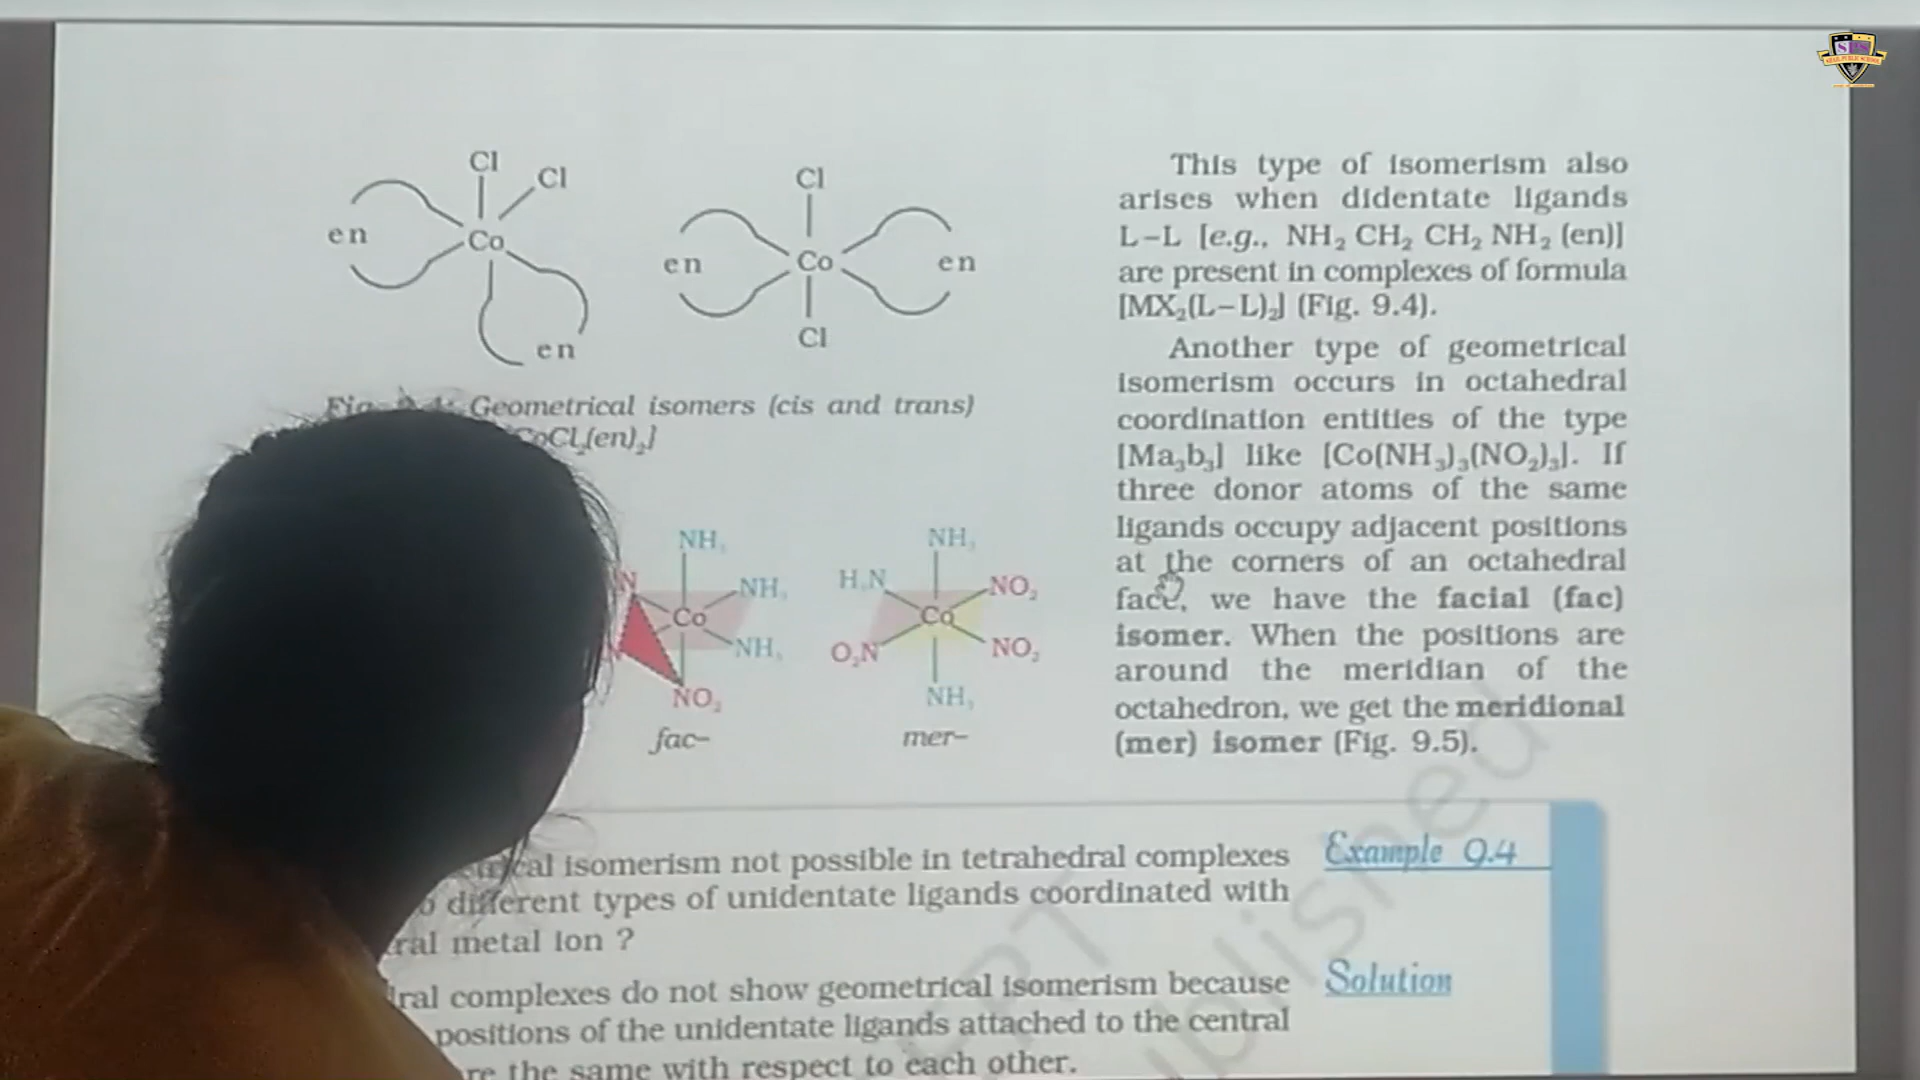 Cl
Cl
en
Co
en
Cl
en
Co
en
Cl
Geometrical isomers (cis and trans)
CoCl₂(en)₂]
NH₃
NH₃
Co
NH₃
NO₂
fac-
NH₃
H₃N
NO₂
Co
O₂N
NO₂
NH₃
mer-
This type of isomerism also
arises when didentate ligands
L–L [e.g., NH₂ CH₂ CH₂ NH₂ (en)]
are present in complexes of formula
[MX₂(L–L)₂] (Fig. 9.4).
Another type of geometrical
isomerism occurs in octahedral
coordination entities of the type
[Ma₃b₃] like [Co(NH₃)₃(NO₂)₃]. If
three donor atoms of the same
ligands occupy adjacent positions
at the corners of an octahedral
face, we have the facial (fac)
isomer. When the positions are
around the meridian of the
octahedron, we get the meridional
(mer) isomer (Fig. 9.5).
isomerism not possible in tetrahedral complexes
different types of unidentate ligands coordinated with
metal ion ?
Example 9.4
complexes do not show geometrical isomerism because
positions of the unidentate ligands attached to the central
the same with respect to each other.
Solution
SPS